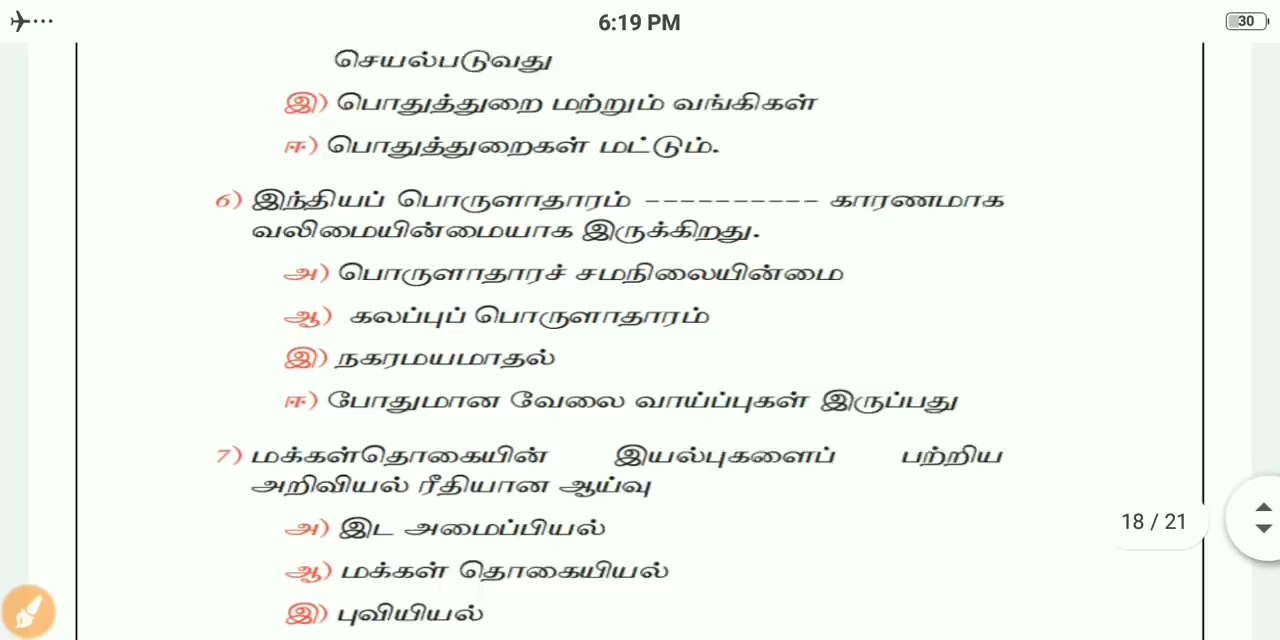 6:19 PM
30
செயல்படுவது
இ) பொதுத்துறை மற்றும் வங்கிகள்
ஈ) பொதுத்துறைகள் மட்டும்.
6) இந்தியப் பொருளாதாரம் ---------- காரணமாக
வலிமையின்மையாக இருக்கிறது.
அ) பொருளாதாரச் சமநிலையின்மை
ஆ) கலப்புப் பொருளாதாரம்
இ) நகரமயமாதல்
ஈ) போதுமான வேலை வாய்ப்புகள் இருப்பது
7) மக்கள்தொகையின் இயல்புகளைப் பற்றிய
அறிவியல் ரீதியான ஆய்வு
அ) இட அமைப்பியல்
18 / 21
ஆ) மக்கள் தொகையியல்
இ) புவியியல்